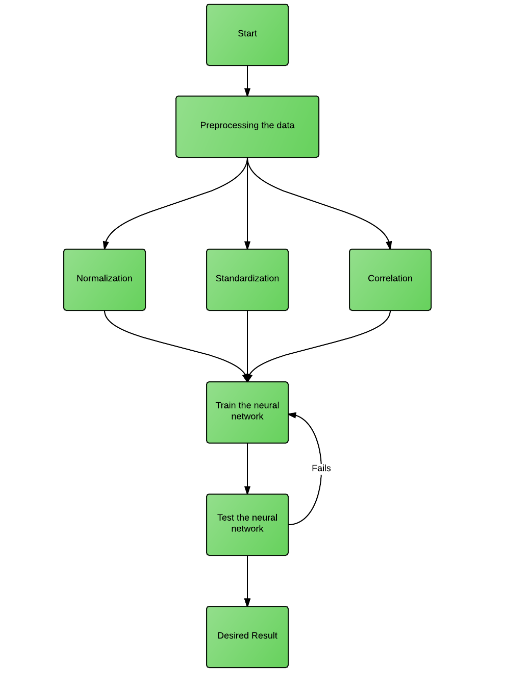 Start
Preprocessing the data
Normalization
Standardization
Correlation
Train the neural
network
Fails
Test the neural
network
Desired Result